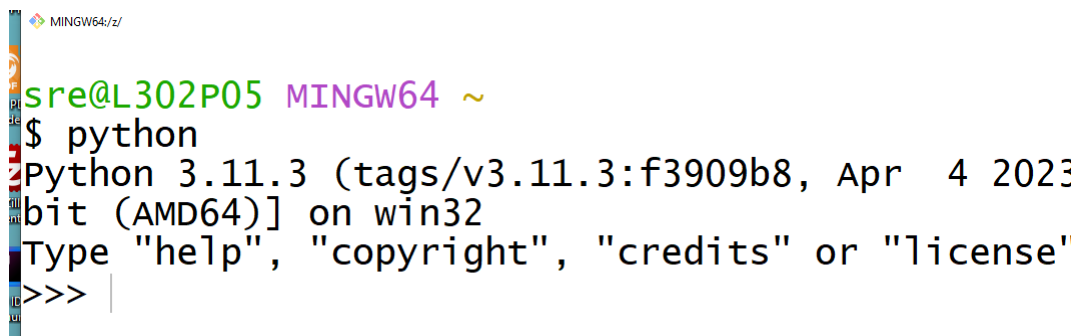 MINGW64:/z/
sre@L302P05 MINGW64 ~
$ python
Python 3.11.3 (tags/v3.11.3:f3909b8, Apr  4 2023
bit (AMD64)] on win32
Type "help", "copyright", "credits" or "license"
>>>